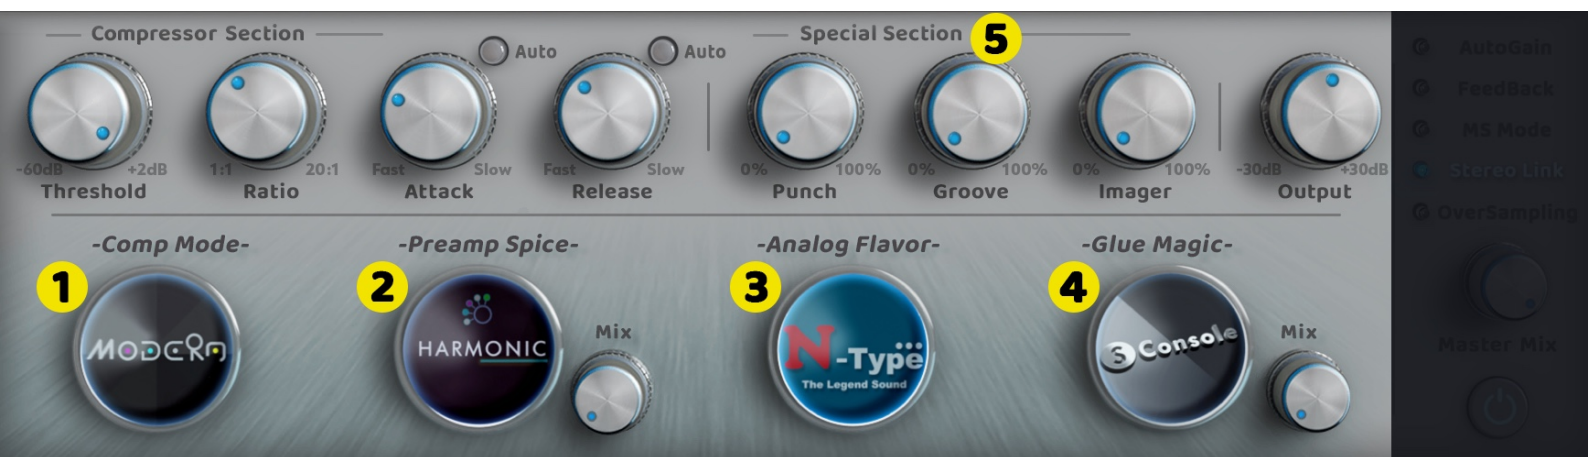 Compressor Section
Special Section 5
Auto
Auto
AutoGain
FeedBack
MS Mode
Stereo Link
OverSampling
-60dB +2dB
Threshold
1:1 20:1
Ratio
Fast Slow
Attack
Fast Slow
Release
0% 100%
Punch
0% 100%
Groove
0% 100%
Imager
-30dB +30dB
Output
-Comp Mode-
1
MODERN
-Preamp Spice-
2
HARMONIC
Mix
-Analog Flavor-
3
N-Type
The Legend Sound
-Glue Magic-
4
S Console
Mix
Master Mix